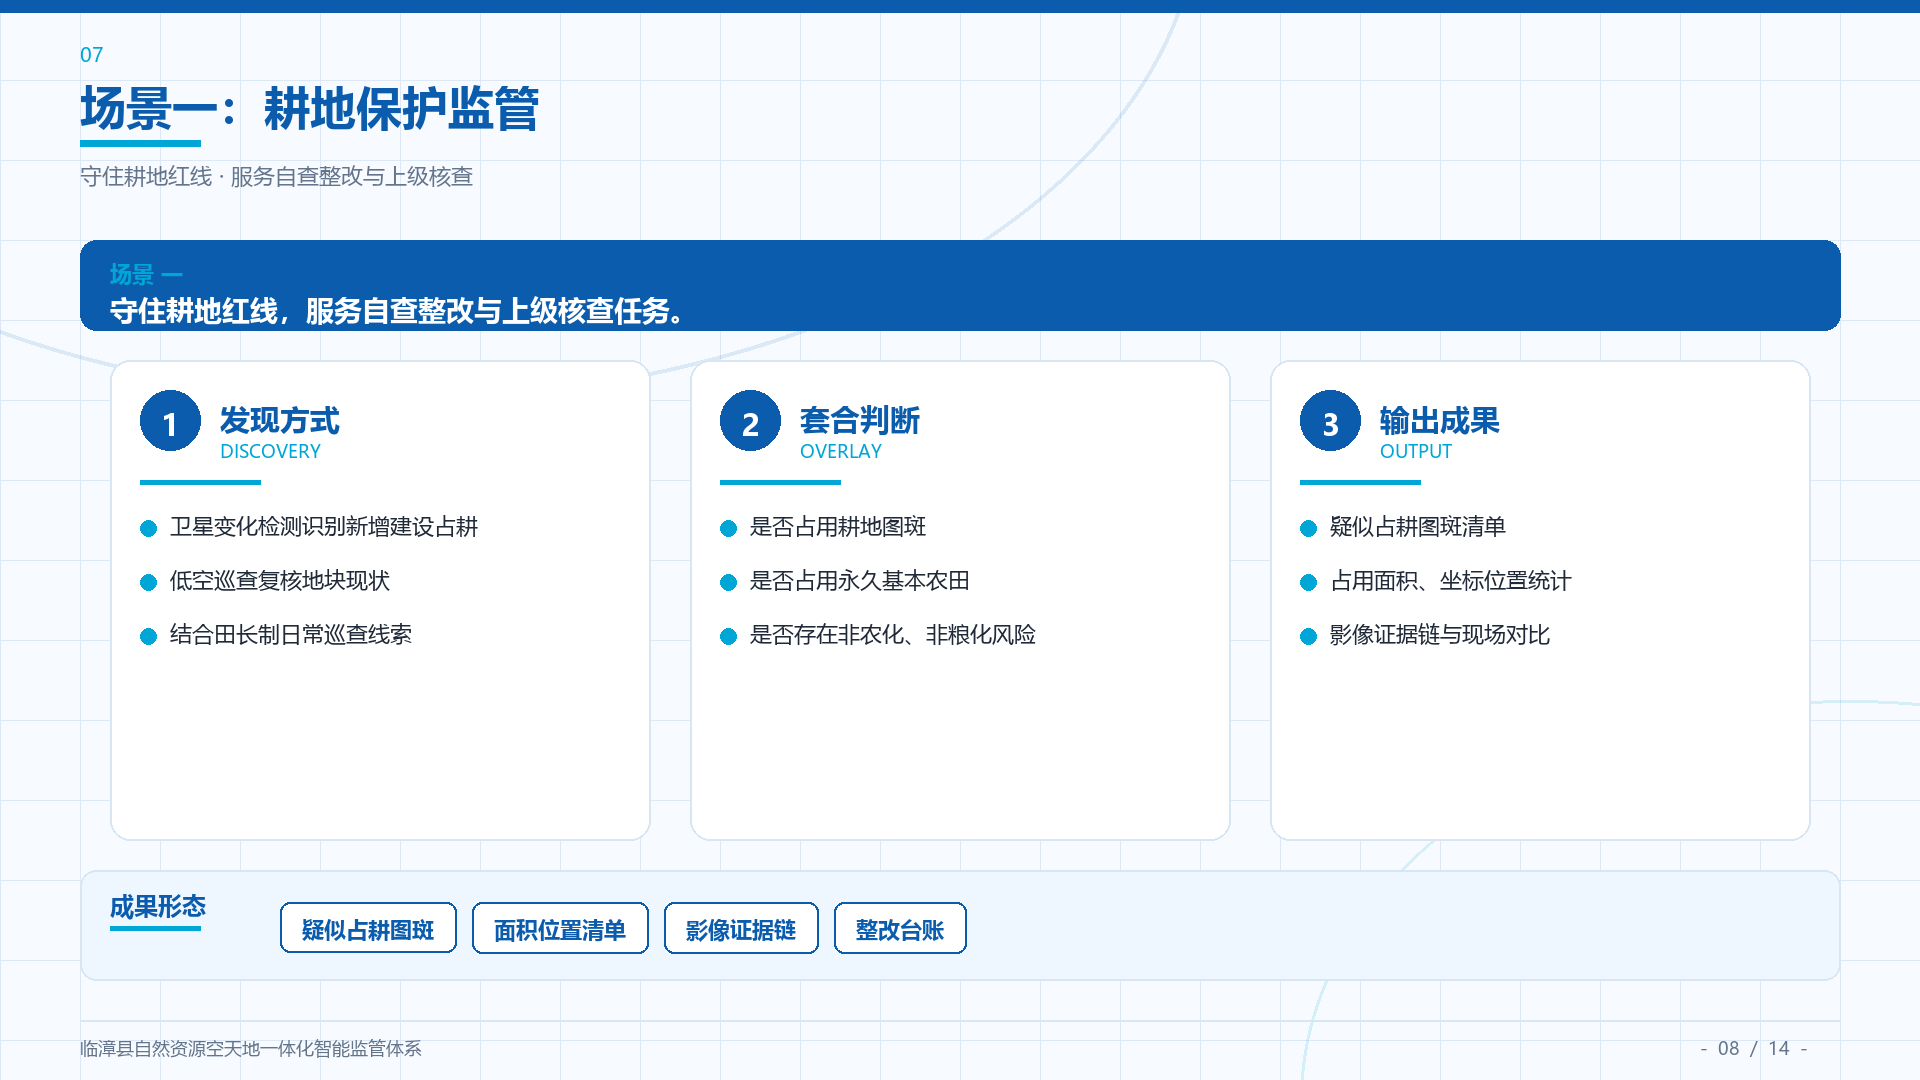 07
场景一：耕地保护监管
守住耕地红线 · 服务自查整改与上级核查
场景 一
守住耕地红线，服务自查整改与上级核查任务。
1
发现方式
DISCOVERY
卫星变化检测识别新增建设占耕
低空巡查复核地块现状
结合田长制日常巡查线索
2
套合判断
OVERLAY
是否占用耕地图斑
是否占用永久基本农田
是否存在非农化、非粮化风险
3
输出成果
OUTPUT
疑似占耕图斑清单
占用面积、坐标位置统计
影像证据链与现场对比
成果形态
疑似占耕图斑
面积位置清单
影像证据链
整改台账
临漳县自然资源空天地一体化智能监管体系
- 08 / 14 -